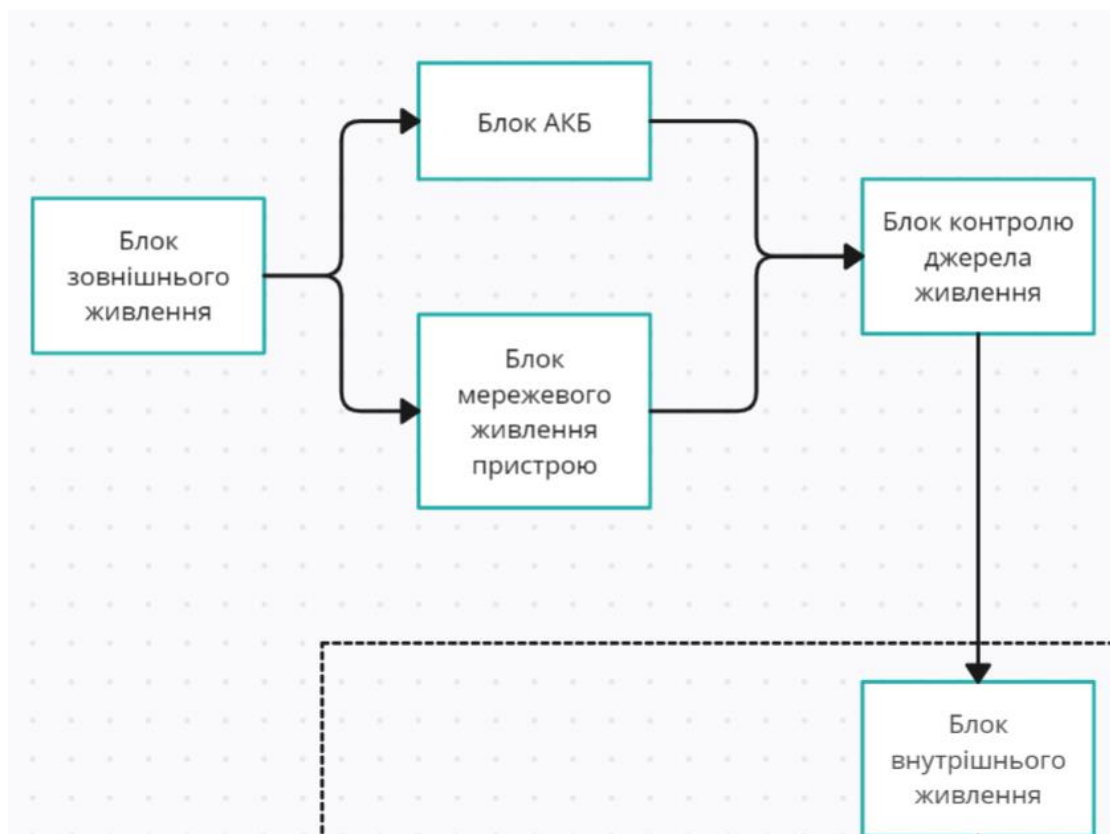 Блок АКБ
Блок
зовнішнього
живлення
Блок
мережевого
живлення
пристрою
Блок контролю
джерела
живлення
Блок
внутрішнього
живлення